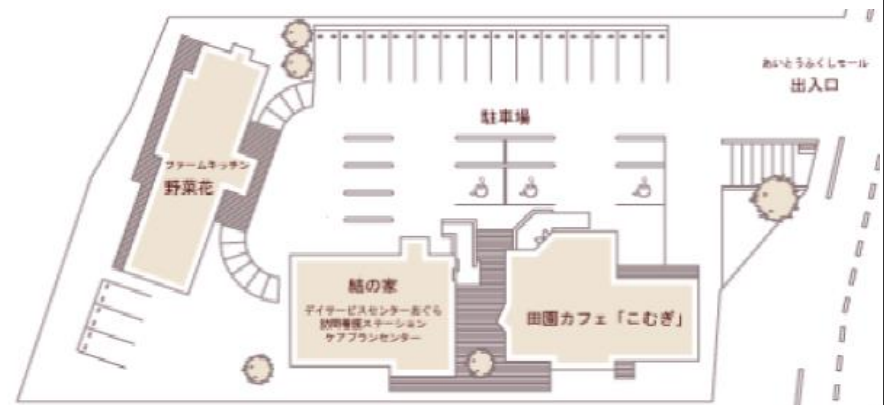 あいとうふくしモール
出入口
駐車場
ファームキッチン
野菜花
結の家
デイサービスセンターおぐら
訪問看護ステーション
ケアプランセンター
田園カフェ「こむぎ」